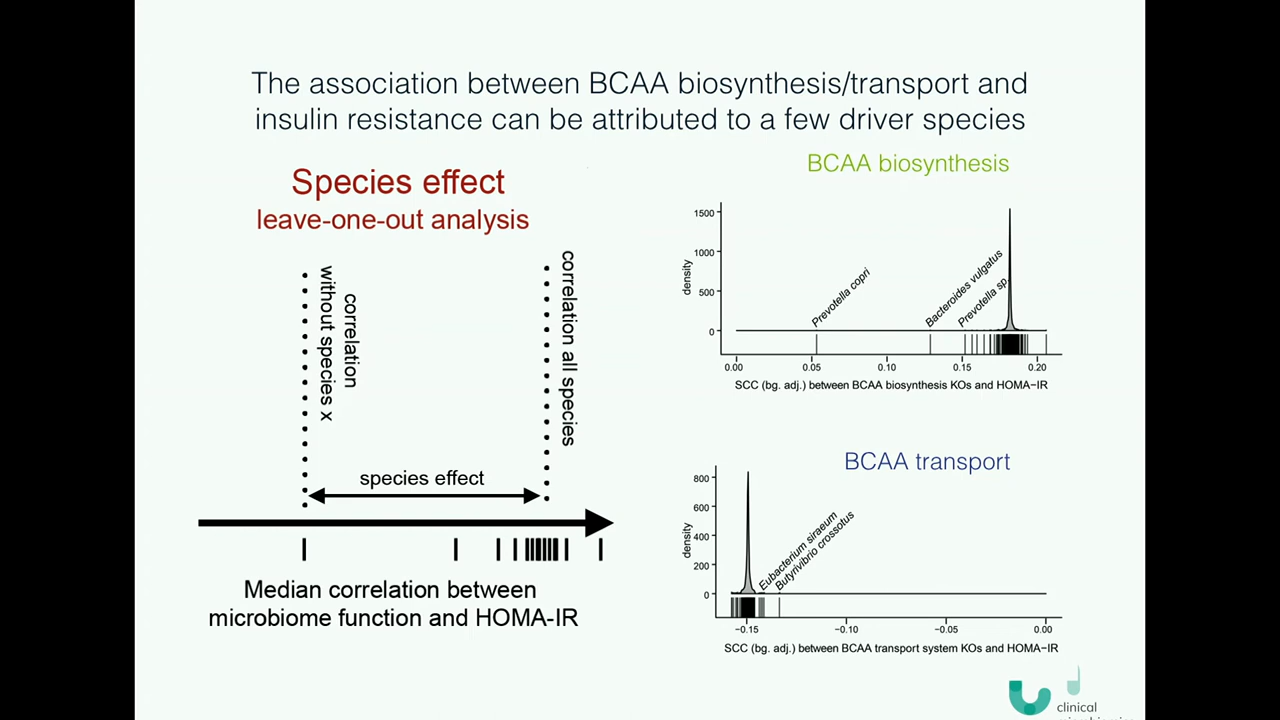 The association between BCAA biosynthesis/transport and
insulin resistance can be attributed to a few driver species
Species effect
leave-one-out analysis
correlation
without species x
correlation all species
species effect
Median correlation between
microbiome function and HOMA-IR
BCAA biosynthesis
1500
1000
500
0
density
Prevotella copri
Bacteroides vulgatus
Prevotella sp.
0.00 0.05 0.10 0.15 0.20
SCC (bg. adj.) between BCAA biosynthesis KOs and HOMA−IR
BCAA transport
800
600
400
200
0
density
Eubacterium siraeum
Butyrivibrio crossotus
−0.15 −0.10 −0.05 0.00
SCC (bg. adj.) between BCAA transport system KOs and HOMA−IR
clinical